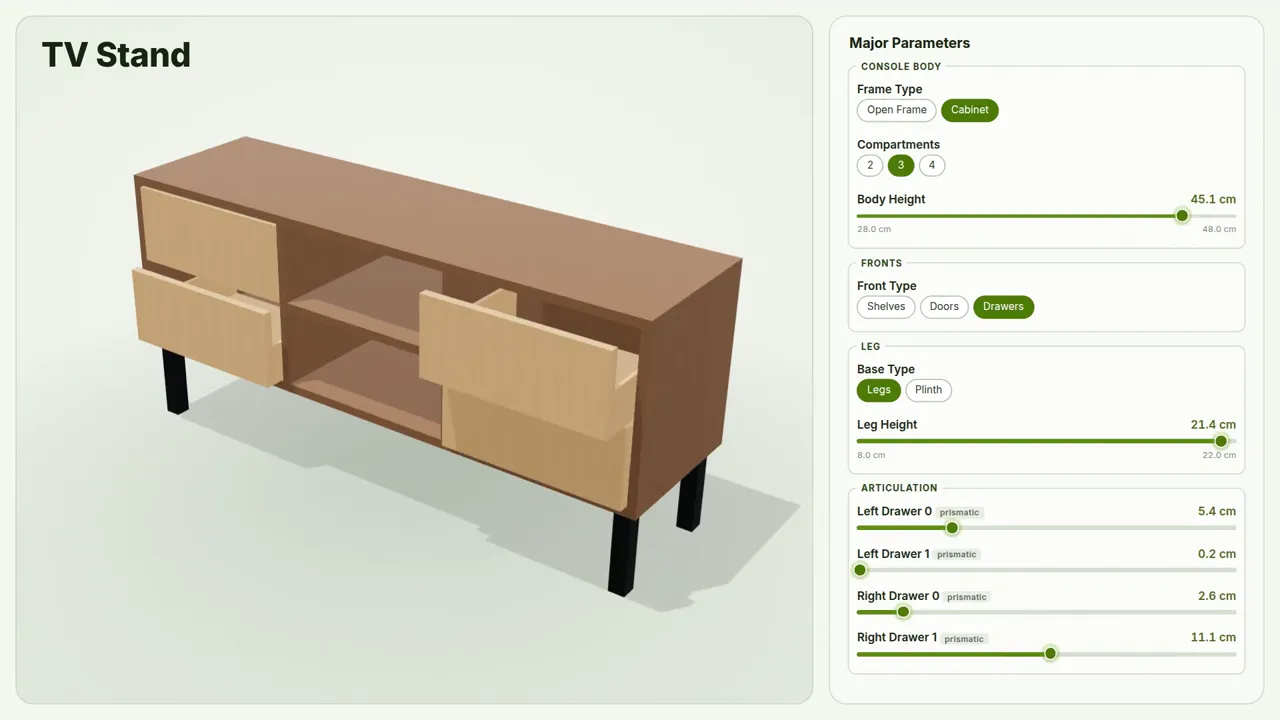 TV Stand
Major Parameters
CONSOLE BODY
Frame Type
Open Frame Cabinet
Compartments
2 3 4
Body Height 45.1 cm
28.0 cm 48.0 cm
FRONTS
Front Type
Shelves Doors Drawers
LEG
Base Type
Legs Plinth
Leg Height 21.4 cm
8.0 cm 22.0 cm
ARTICULATION
Left Drawer 0 prismatic 5.4 cm
Left Drawer 1 prismatic 0.2 cm
Right Drawer 0 prismatic 2.6 cm
Right Drawer 1 prismatic 11.1 cm